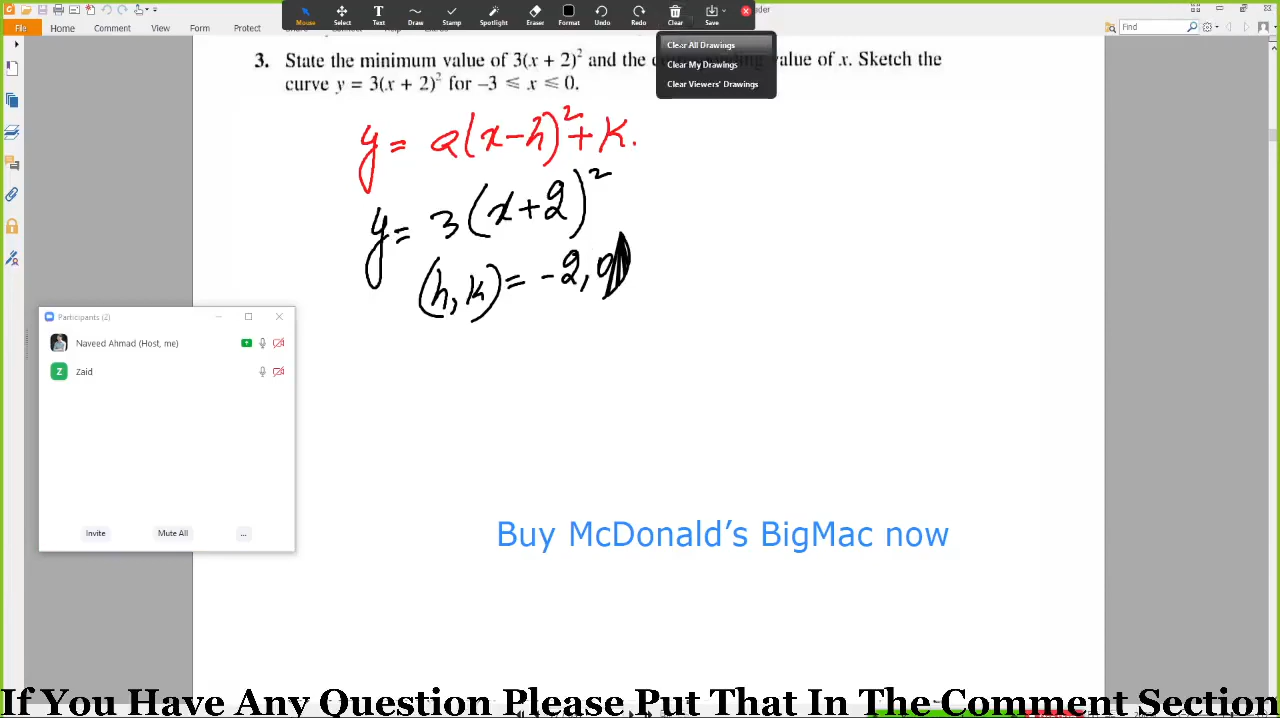 Mouse Select Text Draw Stamp Spotlight Eraser Format Undo Redo Clear Save
File Home Comment View Form Protect Find
Clear All Drawings
Clear My Drawings
Clear Viewers' Drawings
3. State the minimum value of 3(x + 2)² and the value of x. Sketch the
curve y = 3(x + 2)² for –3 ⩽ x ⩽ 0.
y = a(x-h)²+k.
y = 3(x+2)²
(h, k) = -2, 0
Participants (2)
Naveed Ahmad (Host, me)
Z Zaid
Invite Mute All ...
Buy McDonald’s BigMac now
If You Have Any Question Please Put That In The Comment Section